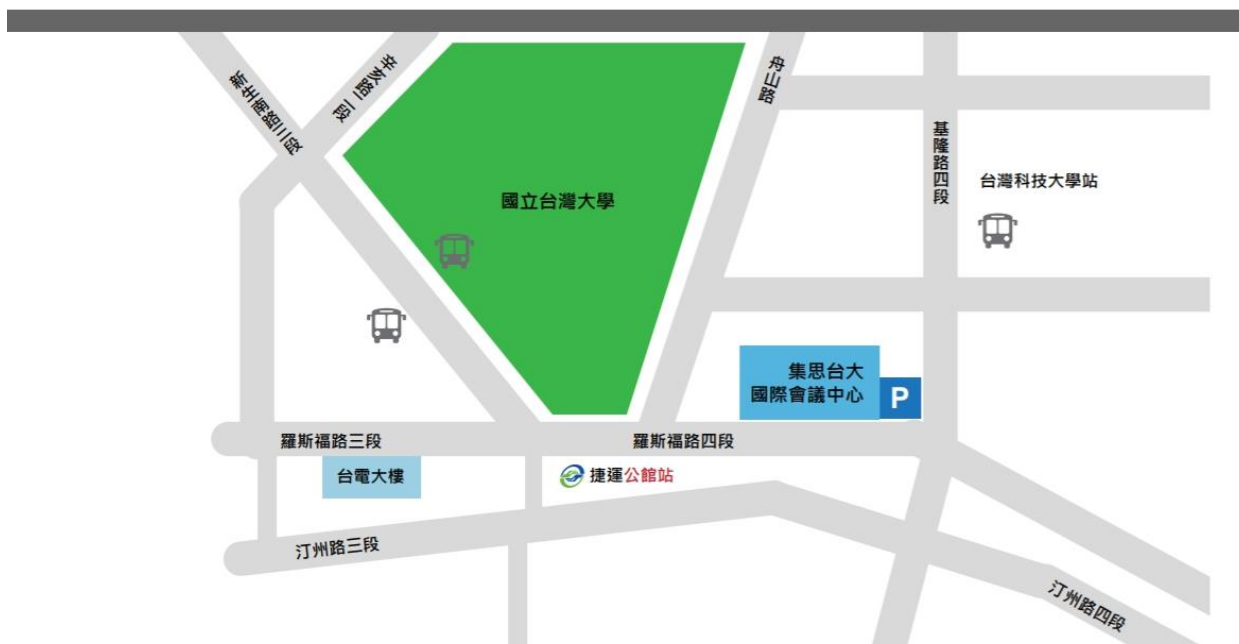 新生南路三段
辛亥路二段
舟山路
基隆路四段
台灣科技大學站
國立台灣大學
集思台大
國際會議中心
P
羅斯福路三段
羅斯福路四段
台電大樓
捷運公館站
汀州路三段
汀州路四段